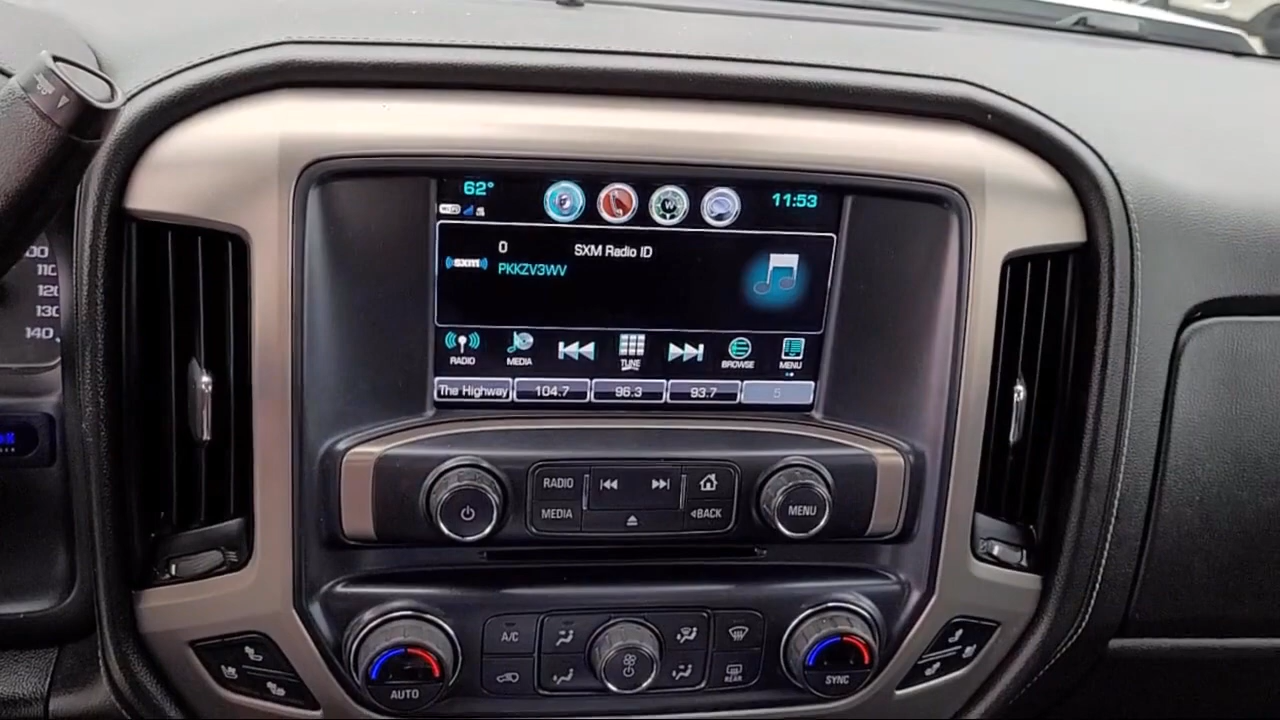 62°
11:53
0
SXM Radio ID
sxm
PKKZV3WV
RADIO
MEDIA
TUNE
BROWSE
MENU
The Highway
104.7
96.3
93.7
5
110
120
130
140
RADIO
MEDIA
BACK
MENU
A/C
AUTO
REAR
SYNC